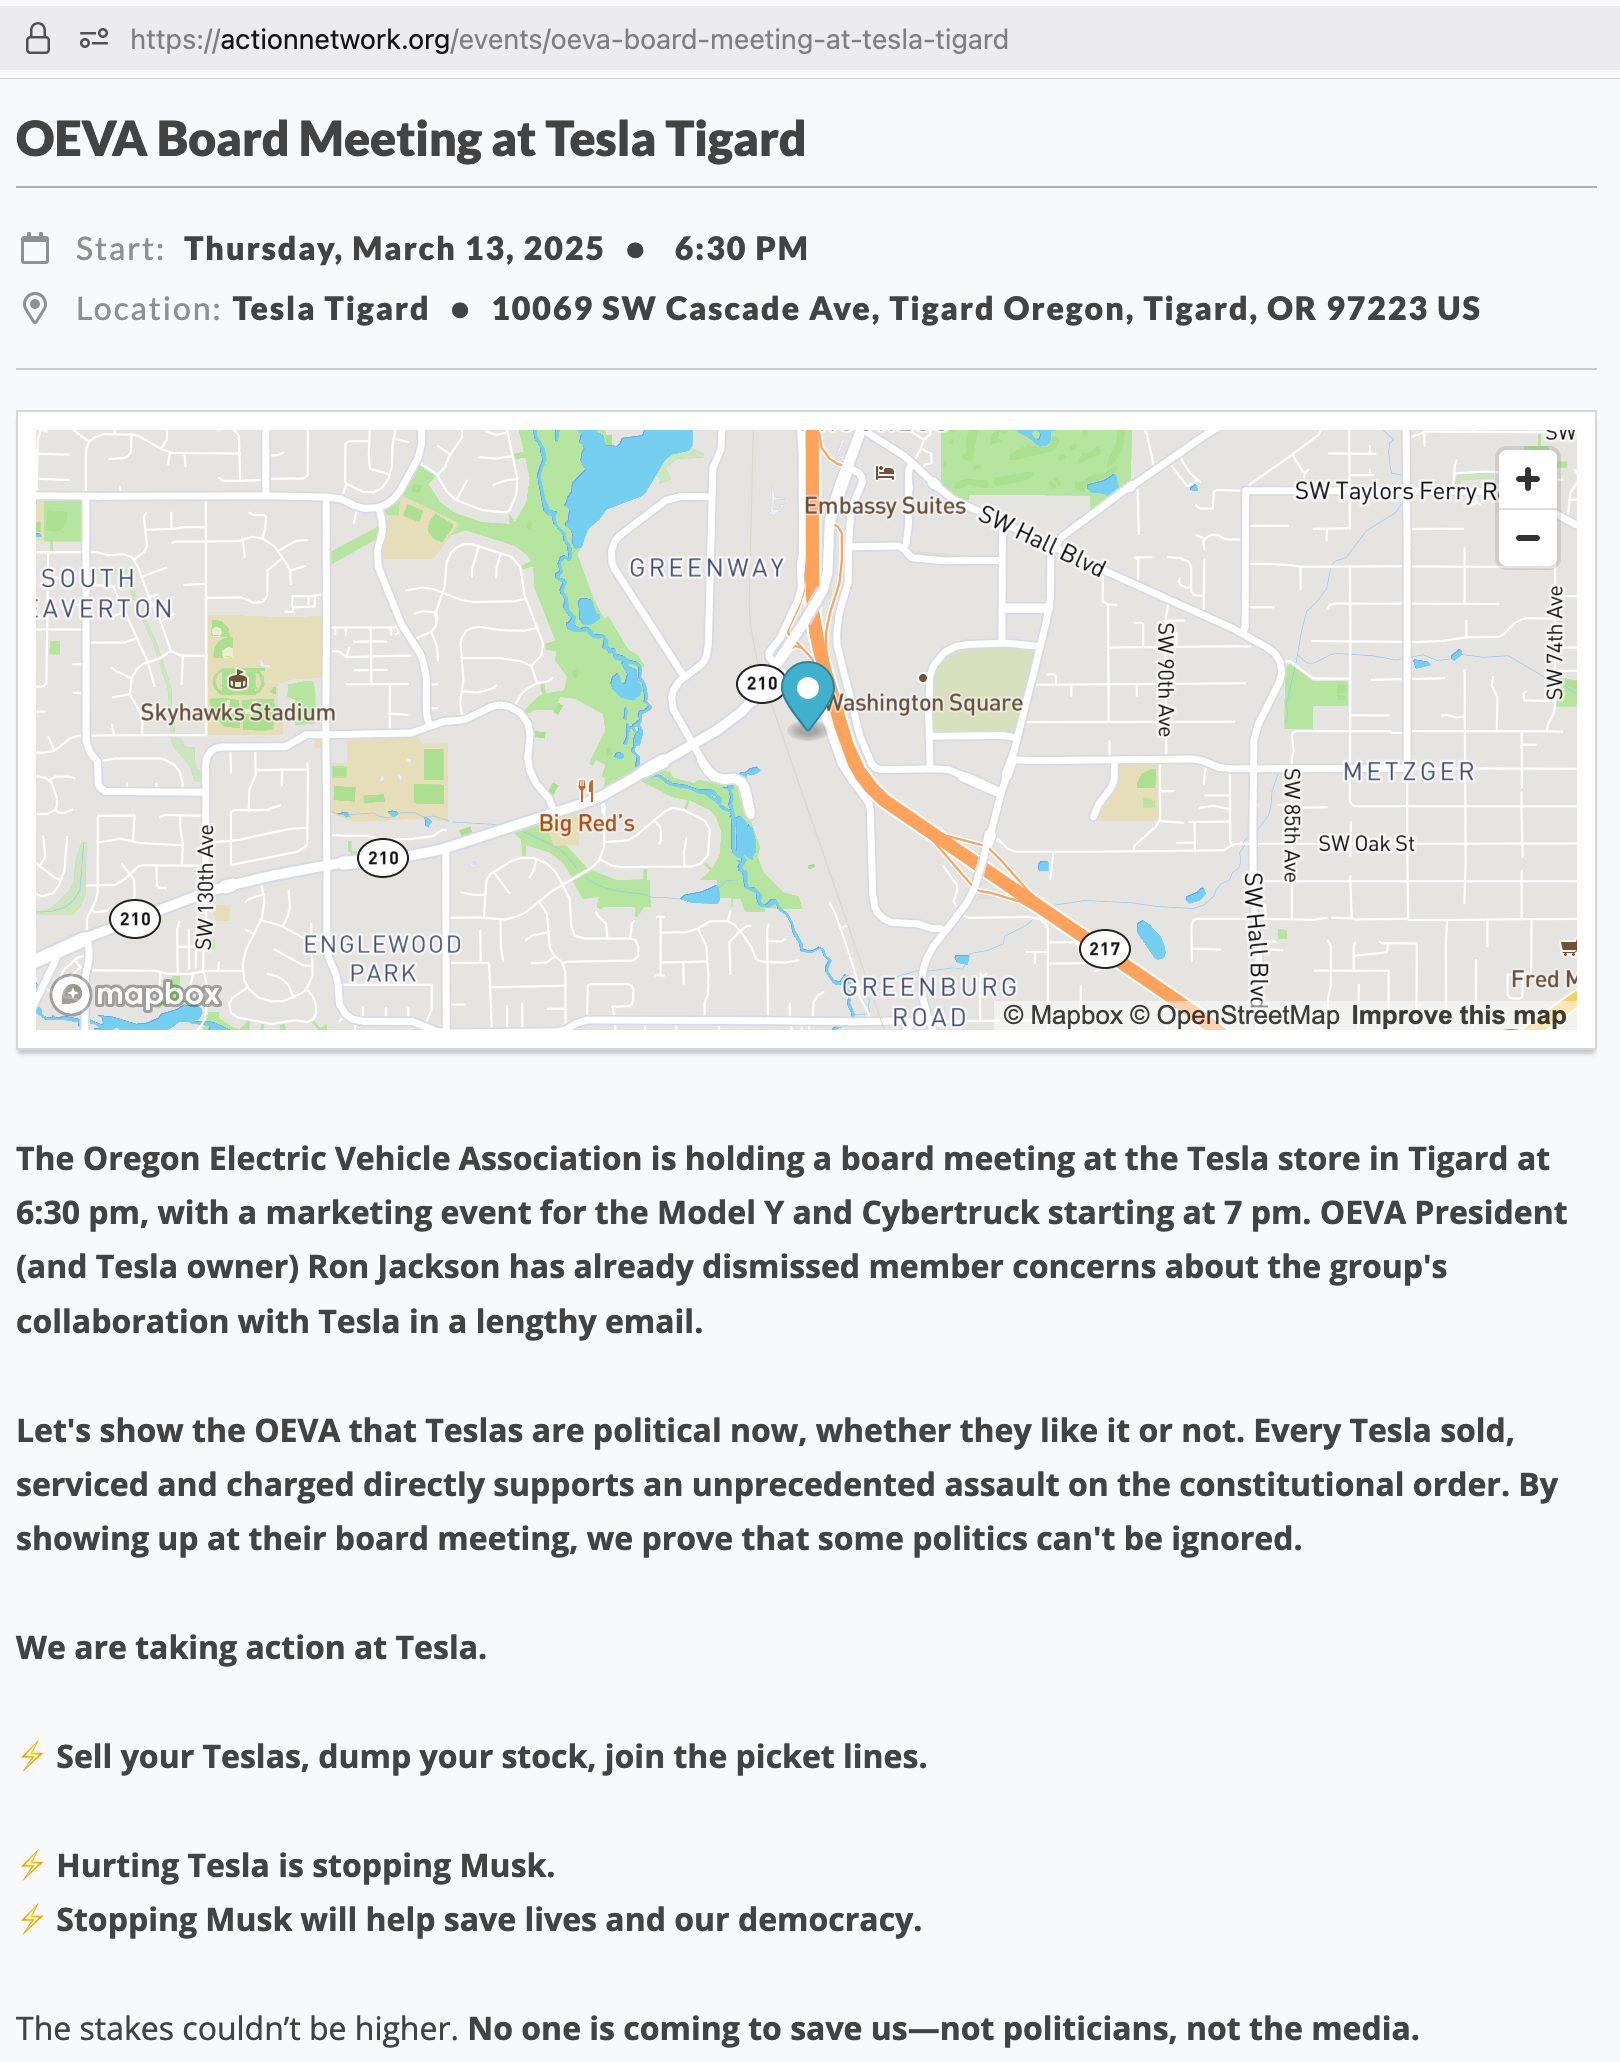 https://actionnetwork.org/events/oeva-board-meeting-at-tesla-tigard
OEVA Board Meeting at Tesla Tigard
Start: Thursday, March 13, 2025 ● 6:30 PM
Location: Tesla Tigard ● 10069 SW Cascade Ave, Tigard Oregon, Tigard, OR 97223 US
SW
Embassy Suites
SW Hall Blvd
SW Taylors Ferry R
+
−
GREENWAY
SOUTH
EAVERTON
SW 74th Ave
SW 90th Ave
Skyhawks Stadium
210
Washington Square
METZGER
SW 85th Ave
Big Red's
SW Oak St
210
SW 130th Ave
210
SW Hall Blvd
ENGLEWOOD
PARK
217
Fred M
GREENBURG
ROAD
mapbox
© Mapbox © OpenStreetMap Improve this map
The Oregon Electric Vehicle Association is holding a board meeting at the Tesla store in Tigard at
6:30 pm, with a marketing event for the Model Y and Cybertruck starting at 7 pm. OEVA President
(and Tesla owner) Ron Jackson has already dismissed member concerns about the group's
collaboration with Tesla in a lengthy email.
Let's show the OEVA that Teslas are political now, whether they like it or not. Every Tesla sold,
serviced and charged directly supports an unprecedented assault on the constitutional order. By
showing up at their board meeting, we prove that some politics can't be ignored.
We are taking action at Tesla.
⚡ Sell your Teslas, dump your stock, join the picket lines.
⚡ Hurting Tesla is stopping Musk.
⚡ Stopping Musk will help save lives and our democracy.
The stakes couldn’t be higher. No one is coming to save us—not politicians, not the media.